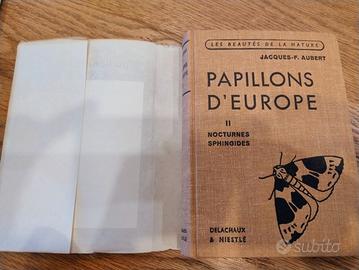 LES BEAUTÉS DE LA NATURE
JACQUES-F. AUBERT
PAPILLONS
D'EUROPE
II
NOCTURNES
SPHINGIDES
DELACHAUX
& NIESTLÉ
subito